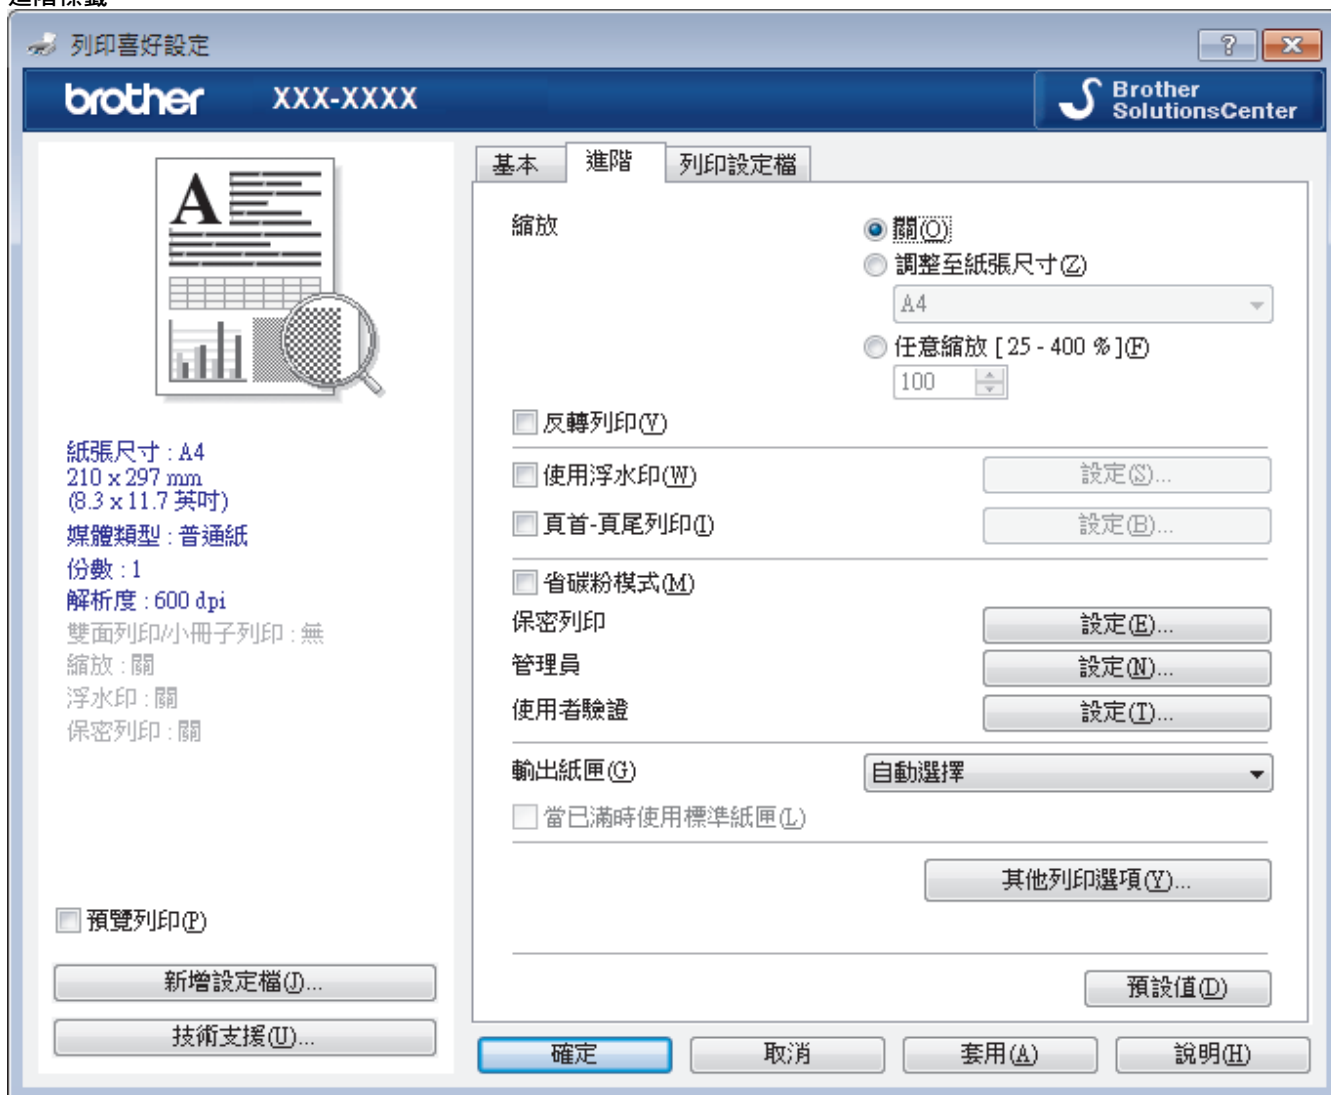 進階標籤
列印喜好設定
brother XXX-XXXX
Brother
SolutionsCenter
A
紙張尺寸 : A4
210 x 297 mm
(8.3 x 11.7 英吋)
媒體類型 : 普通紙
份數 : 1
解析度 : 600 dpi
雙面列印/小冊子列印 : 無
縮放 : 關
浮水印 : 關
保密列印 : 關
預覽列印(P)
新增設定檔(J)...
技術支援(U)...
基本 進階 列印設定檔
縮放
關(O)
調整至紙張尺寸(Z)
A4
任意縮放 [ 25 - 400 % ](F)
100
反轉列印(V)
使用浮水印(W) 設定(S)...
頁首-頁尾列印(I) 設定(B)...
省碳粉模式(M)
保密列印 設定(E)...
管理員 設定(N)...
使用者驗證 設定(T)...
輸出紙匣(G) 自動選擇
當已滿時使用標準紙匣(L)
其他列印選項(Y)...
預設值(D)
確定 取消 套用(A) 說明(H)